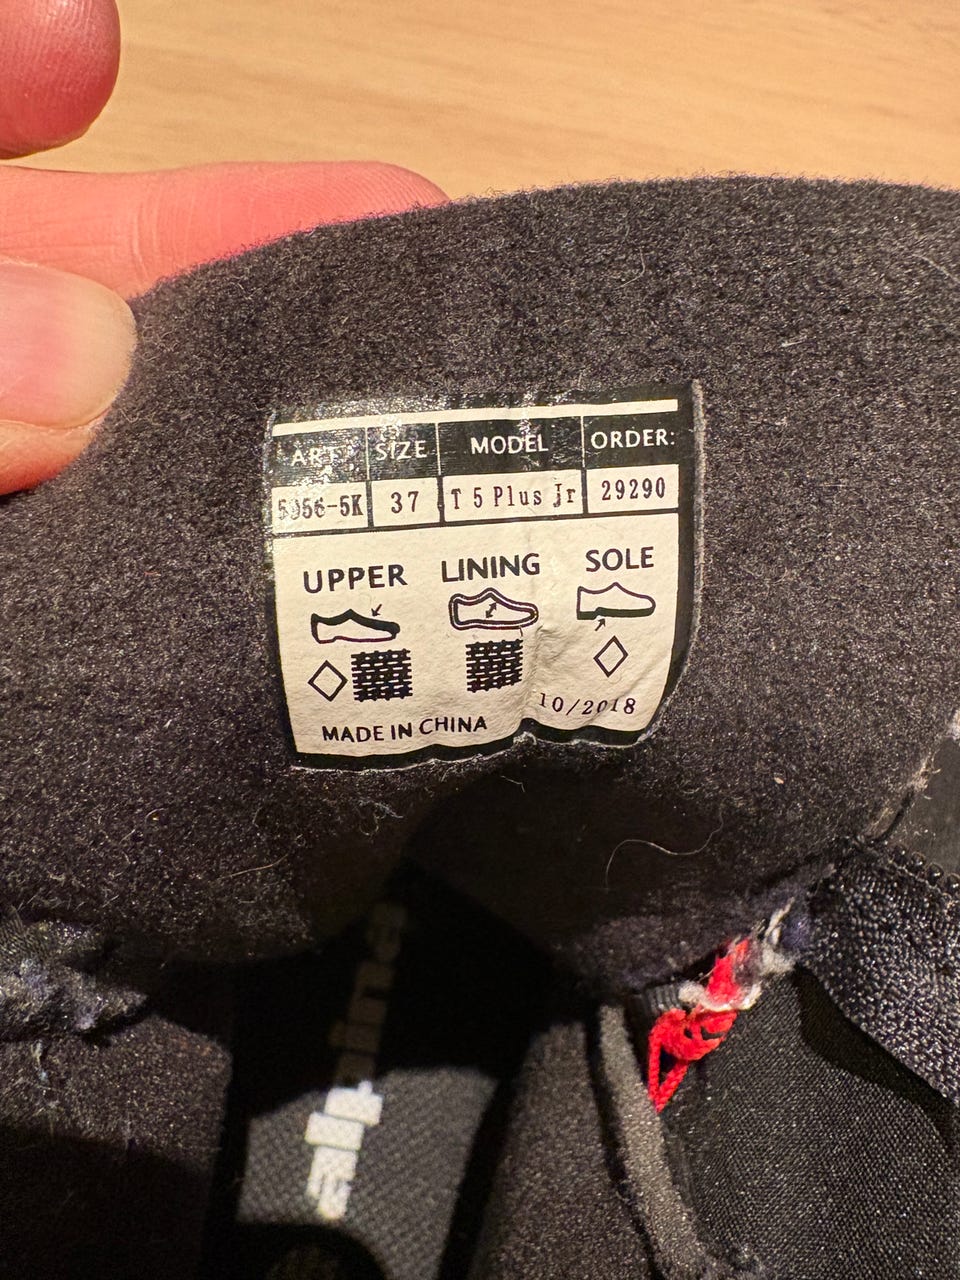 ART SIZE MODEL ORDER:
37 T 5 Plus Jr 29290
UPPER LINING SOLE
10/2018
MADE IN CHINA